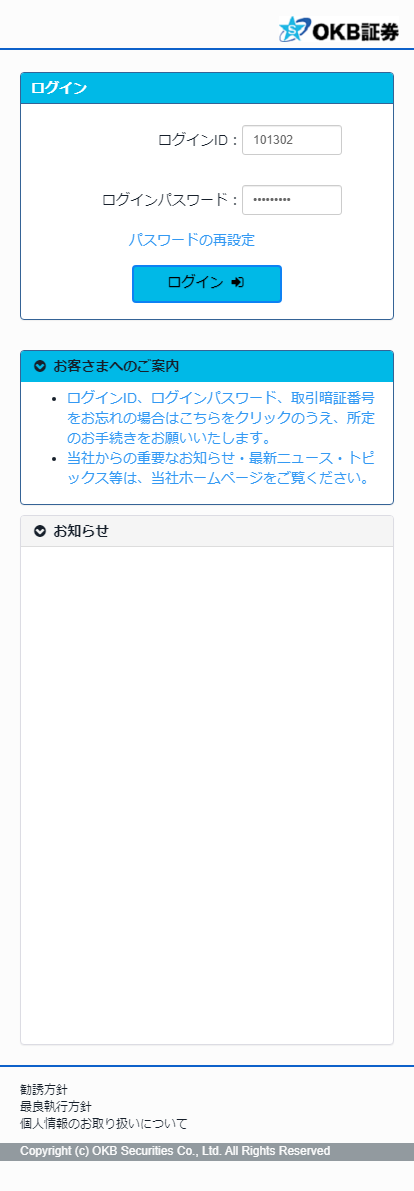 OKB証券
ログイン
ログインID：101302
ログインパスワード：•••••••••
パスワードの再設定
ログイン
お客さまへのご案内
• ログインID、ログインパスワード、取引暗証番号
をお忘れの場合はこちらをクリックのうえ、所定
のお手続きをお願いいたします。
• 当社からの重要なお知らせ・最新ニュース・トピ
ックス等は、当社ホームページをご覧ください。
お知らせ
勧誘方針
最良執行方針
個人情報のお取り扱いについて
Copyright (c) OKB Securities Co., Ltd. All Rights Reserved